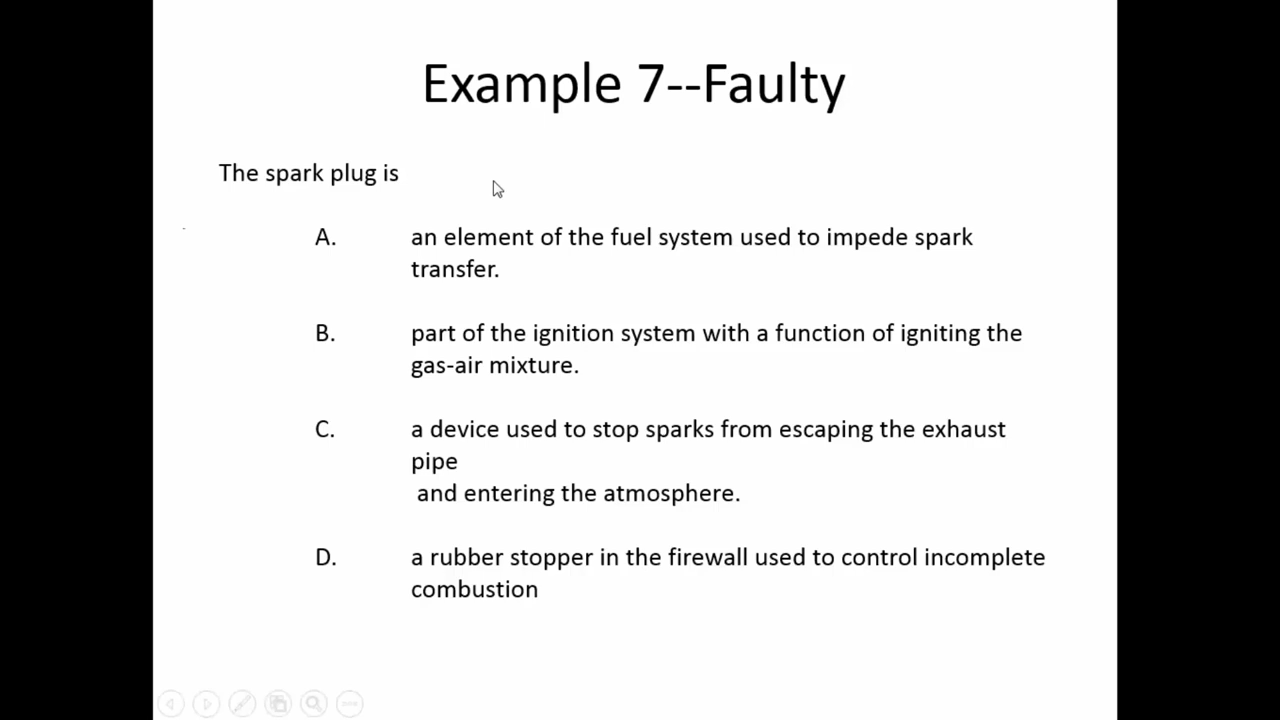 Example 7--Faulty
The spark plug is
A. an element of the fuel system used to impede spark
transfer.
B. part of the ignition system with a function of igniting the
gas-air mixture.
C. a device used to stop sparks from escaping the exhaust
pipe
and entering the atmosphere.
D. a rubber stopper in the firewall used to control incomplete
combustion